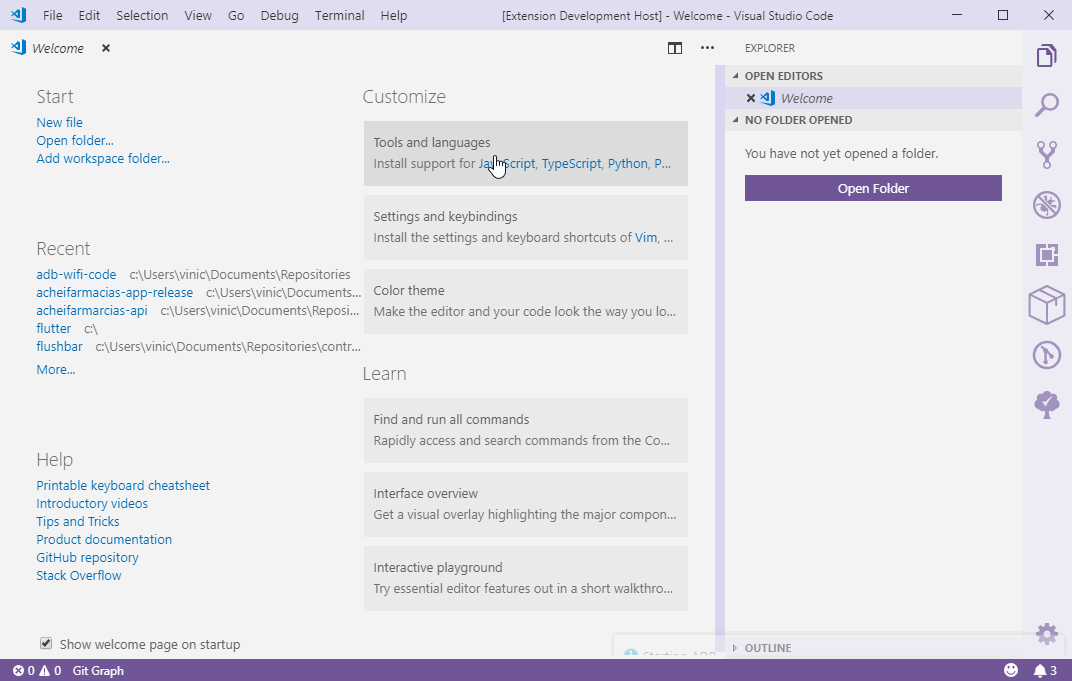 File Edit Selection View Go Debug Terminal Help [Extension Development Host] - Welcome - Visual Studio Code
Welcome
Start
New file
Open folder...
Add workspace folder...
Recent
adb-wifi-code c:\Users\vinic\Documents\Repositories
acheifarmacias-app-release c:\Users\vinic\Documents...
acheifarmarcias-api c:\Users\vinic\Documents\Reposi...
flutter c:\
flushbar c:\Users\vinic\Documents\Repositories\contr...
More...
Help
Printable keyboard cheatsheet
Introductory videos
Tips and Tricks
Product documentation
GitHub repository
Stack Overflow
Show welcome page on startup
Customize
Tools and languages
Install support for JavaScript, TypeScript, Python, P...
Settings and keybindings
Install the settings and keyboard shortcuts of Vim, ...
Color theme
Make the editor and your code look the way you lo...
Learn
Find and run all commands
Rapidly access and search commands from the Co...
Interface overview
Get a visual overlay highlighting the major compon...
Interactive playground
Try essential editor features out in a short walkthro...
EXPLORER
OPEN EDITORS
Welcome
NO FOLDER OPENED
You have not yet opened a folder.
Open Folder
OUTLINE
Starting ADB
0 0 Git Graph
3